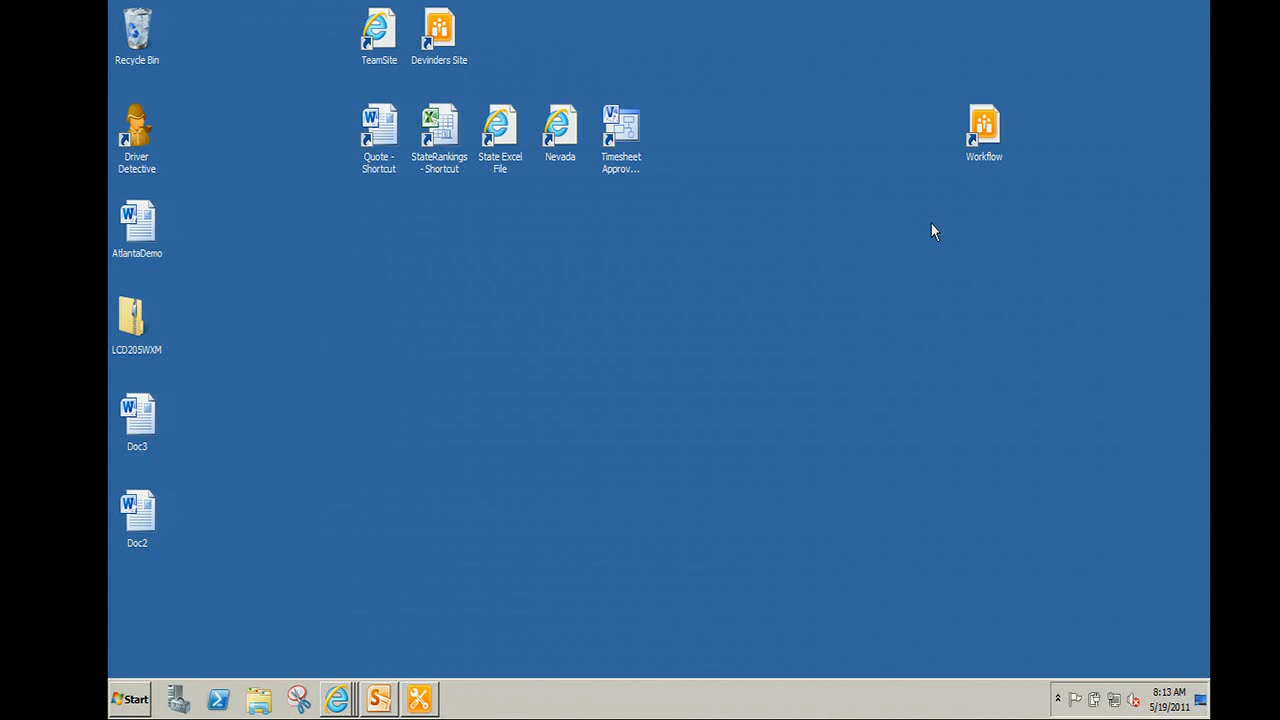 Recycle Bin
TeamSite
Devinders Site
Driver
Detective
Quote -
Shortcut
StateRankings
- Shortcut
State Excel
File
Nevada
Timesheet
Approv...
Workflow
AtlantaDemo
LCD205WXM
Doc3
Doc2
Start
8:13 AM
5/19/2011